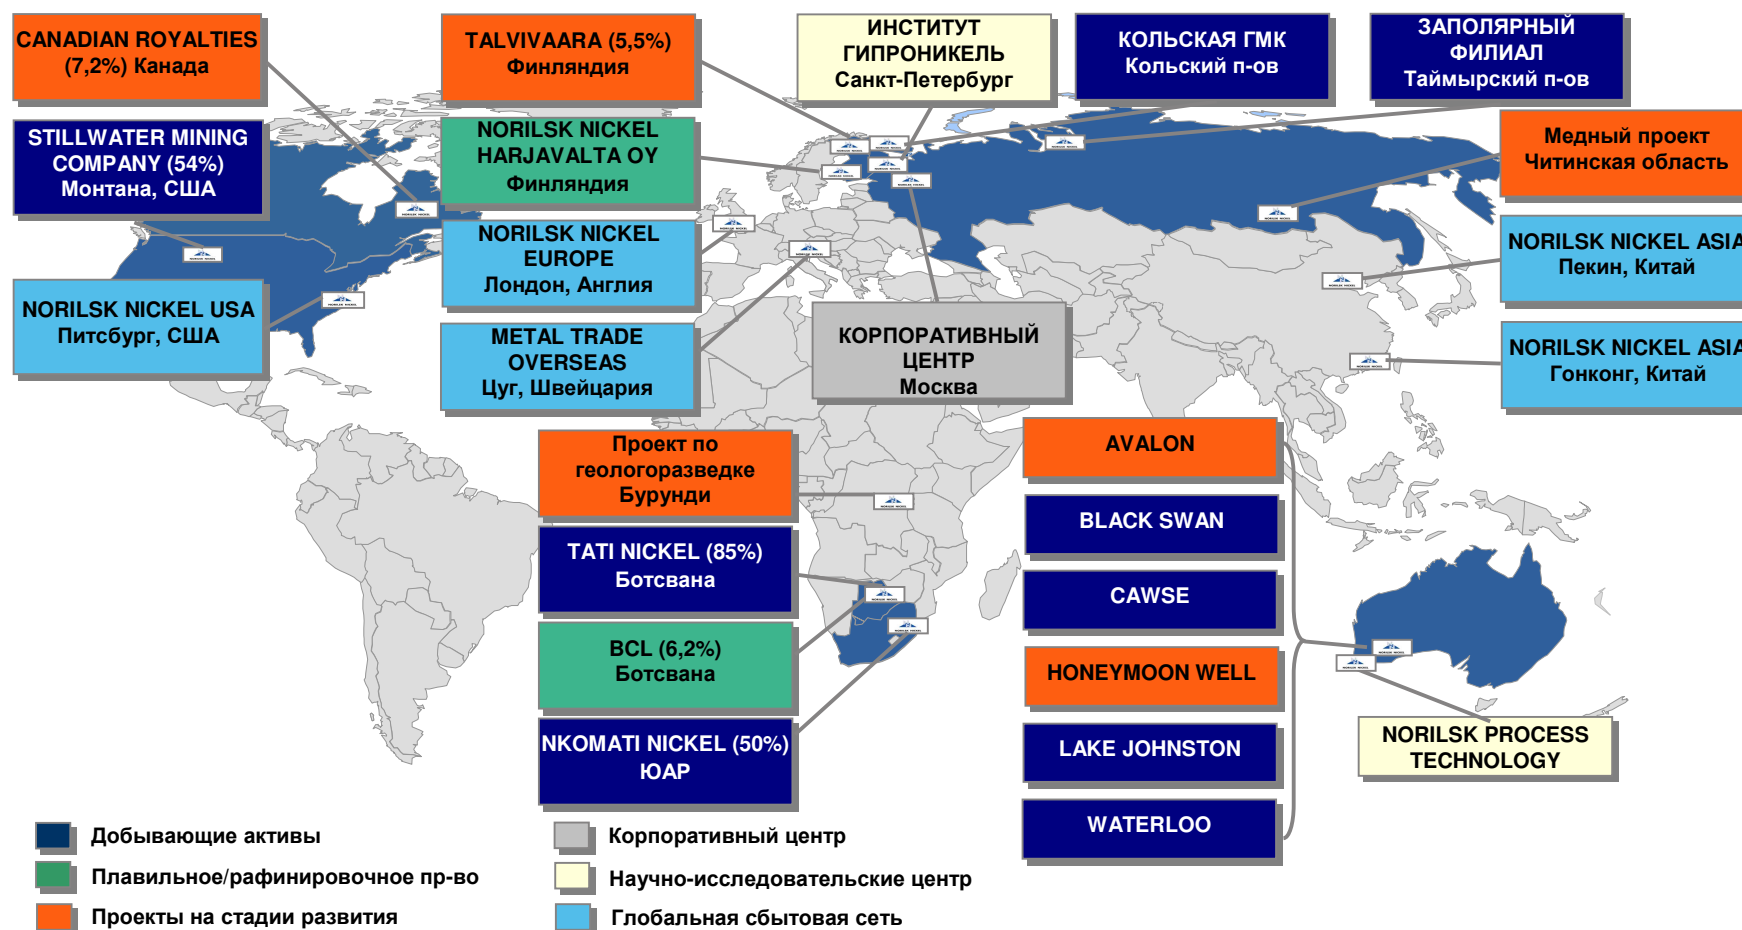 CANADIAN ROYALTIES
(7,2%) Канада
TALVIVAARA (5,5%)
Финляндия
ИНСТИТУТ
ГИПРОНИКЕЛЬ
Санкт-Петербург
КОЛЬСКАЯ ГМК
Кольский п-ов
ЗАПОЛЯРНЫЙ
ФИЛИАЛ
Таймырский п-ов
STILLWATER MINING
COMPANY (54%)
Монтана, США
NORILSK NICKEL
HARJAVALTA OY
Финляндия
Медный проект
Читинская область
NORILSK NICKEL
EUROPE
Лондон, Англия
NORILSK NICKEL ASIA
Пекин, Китай
NORILSK NICKEL USA
Питсбург, США
METAL TRADE
OVERSEAS
Цуг, Швейцария
КОРПОРАТИВНЫЙ
ЦЕНТР
Москва
NORILSK NICKEL ASIA
Гонконг, Китай
Проект по
геологоразведке
Бурунди
AVALON
BLACK SWAN
TATI NICKEL (85%)
Ботсвана
CAWSE
BCL (6,2%)
Ботсвана
HONEYMOON WELL
NKOMATI NICKEL (50%)
ЮАР
LAKE JOHNSTON
NORILSK PROCESS
TECHNOLOGY
WATERLOO
Добывающие активы
Корпоративный центр
Плавильное/рафинировочное пр-во
Научно-исследовательские центр
Проекты на стадии развития
Глобальная сбытовая сеть